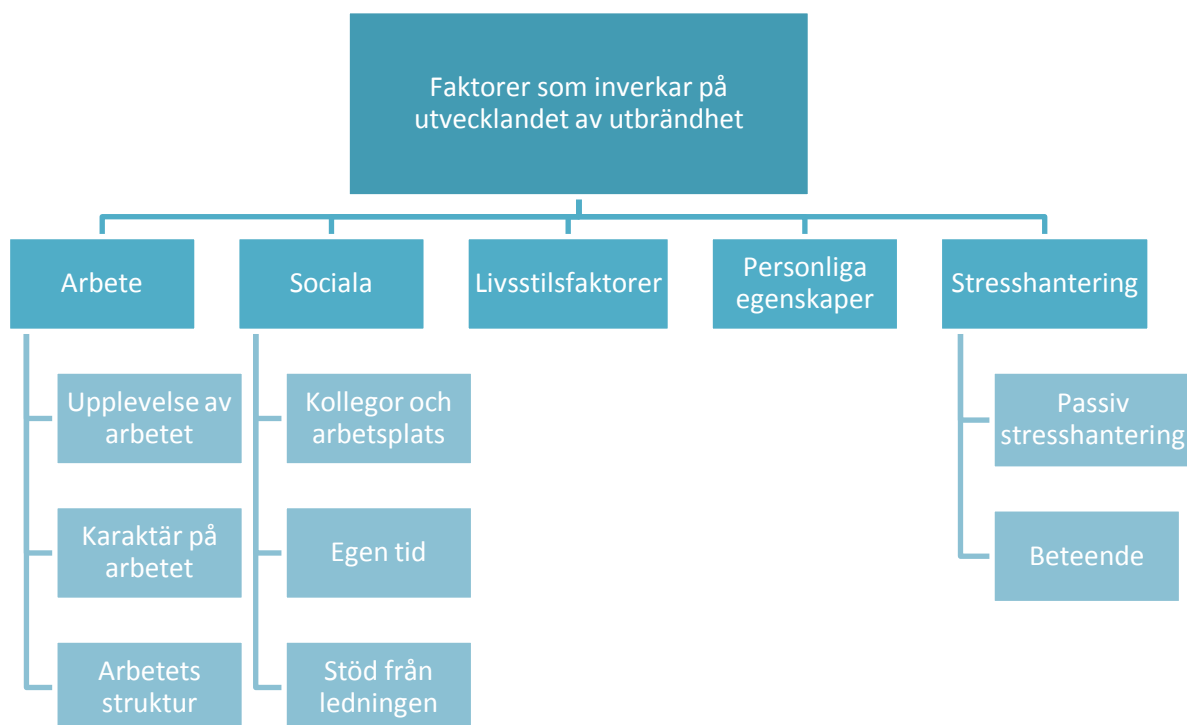 Faktorer som inverkar på
utvecklandet av utbrändhet
Arbete
Sociala
Livsstilsfaktorer
Personliga
egenskaper
Stresshantering
Upplevelse av
arbetet
Kollegor och
arbetsplats
Passiv
stresshantering
Karaktär på
arbetet
Egen tid
Beteende
Arbetets
struktur
Stöd från
ledningen